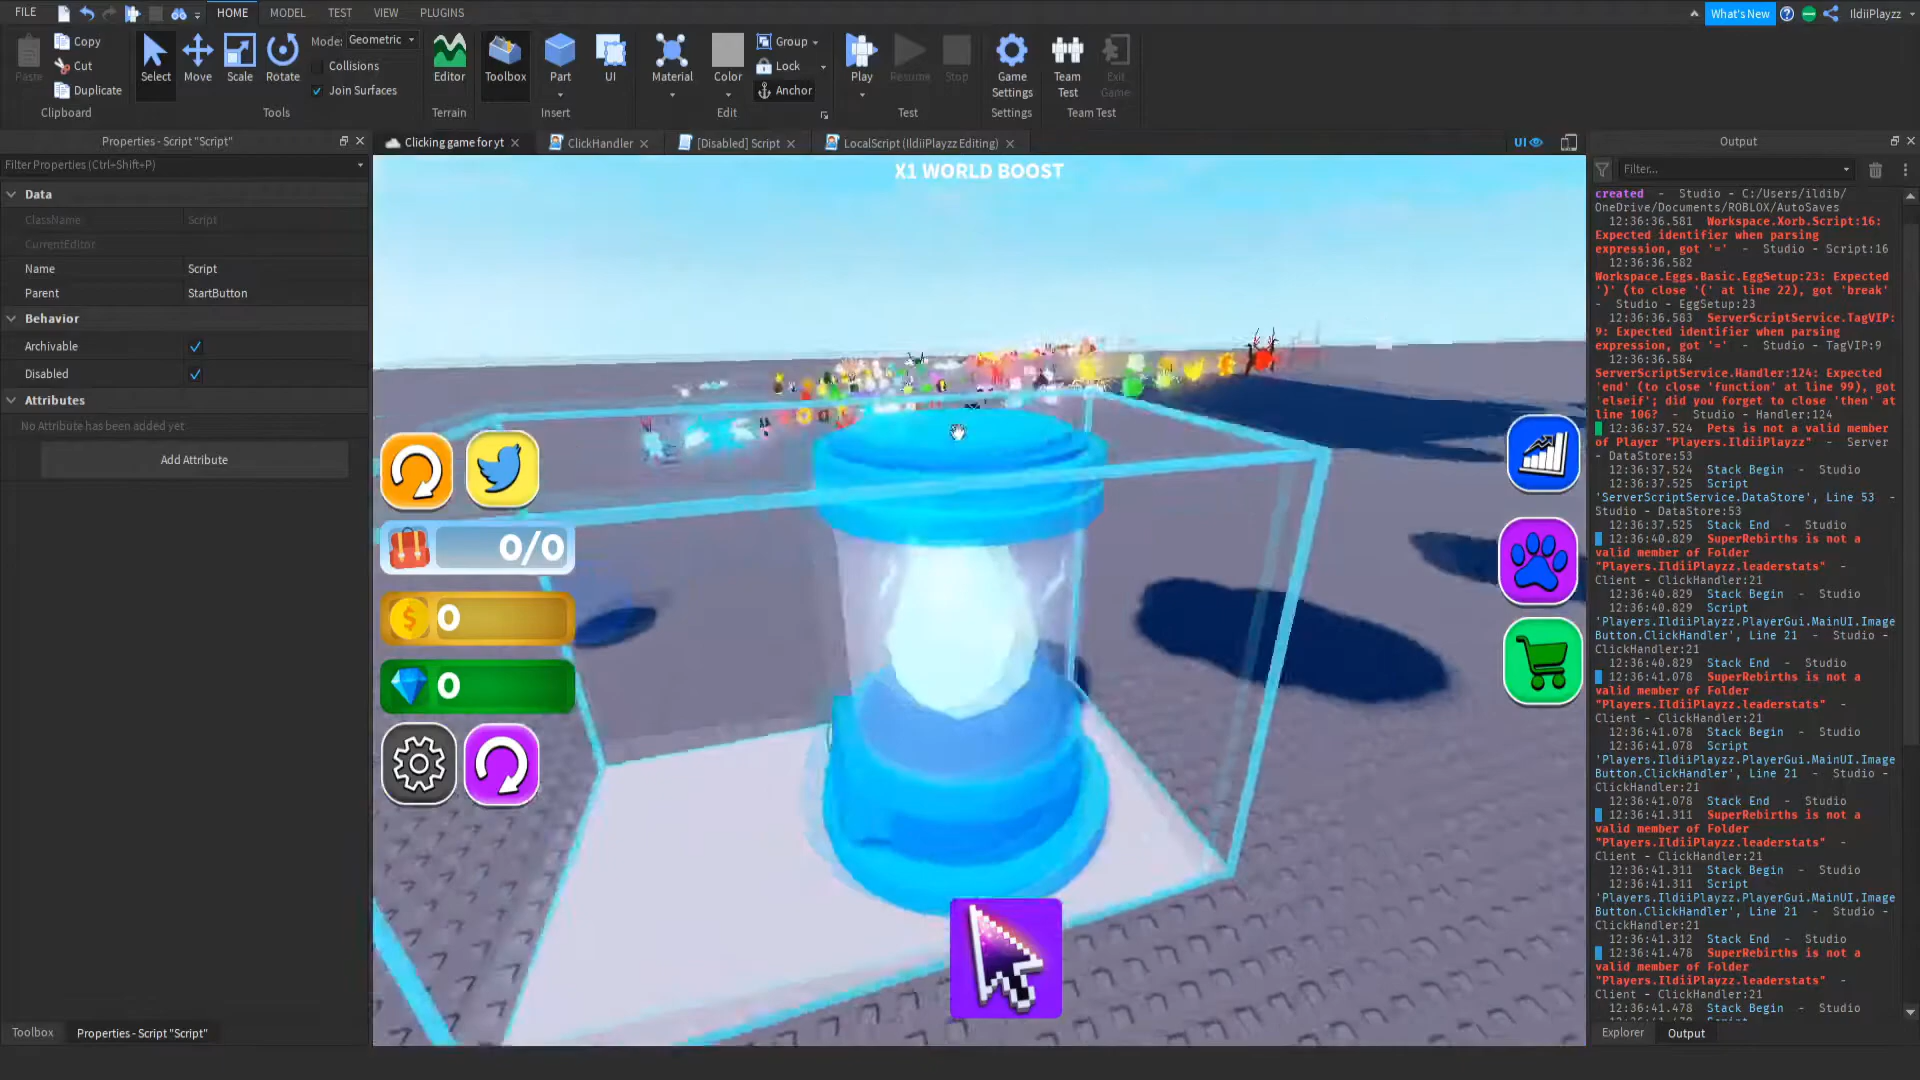 FILE HOME MODEL TEST VIEW PLUGINS What's New IldiiPlayzz
Paste Copy Cut Duplicate Clipboard
Select Move Scale Rotate Mode: Geometric Collisions Join Surfaces Tools
Editor Terrain
Toolbox Part UI Insert
Material Color Group Lock Anchor Edit
Play Resume Stop Test
Game Settings Settings
Team Test Exit Game Team Test
Properties - Script "Script"
Clicking game for yt ClickHandler [Disabled] Script LocalScript (IldiiPlayzz Editing) UI
Output
Filter Properties (Ctrl+Shift+P)
Data
ClassName Script
CurrentEditor
Name Script
Parent StartButton
Behavior
Archivable
Disabled
Attributes
No Attribute has been added yet
Add Attribute
X1 WORLD BOOST
0/0
0
0
Filter...
created - Studio - C:/Users/ildib/
OneDrive/Documents/ROBLOX/AutoSaves
12:36:36.581 Workspace.Xorb.Script:16:
Expected identifier when parsing
expression, got '=' - Studio - Script:16
12:36:36.582
Workspace.Eggs.Basic.EggSetup:23: Expected
')' (to close '(' at line 22), got 'break'
- Studio - EggSetup:23
12:36:36.583 ServerScriptService.TagVIP:
9: Expected identifier when parsing
expression, got '=' - Studio - TagVIP:9
12:36:36.584
ServerScriptService.Handler:124: Expected
'end' (to close 'function' at line 99), got
'elseif'; did you forget to close 'then' at
line 106? - Studio - Handler:124
12:36:37.524 Pets is not a valid member
of Player "Players.IldiiPlayzz" - Server
- DataStore:53
12:36:37.524 Stack Begin - Studio
12:36:37.525 Script
'ServerScriptService.DataStore', Line 53 -
Studio - DataStore:53
12:36:37.525 Stack End - Studio
12:36:40.829 SuperRebirths is not a
valid member of Folder
"Players.IldiiPlayzz.leaderstats" -
Client - ClickHandler:21
12:36:40.829 Stack Begin - Studio
12:36:40.829 Script
'Players.IldiiPlayzz.PlayerGui.MainUI.Image
Button.ClickHandler', Line 21 - Studio -
ClickHandler:21
12:36:40.829 Stack End - Studio
12:36:41.078 SuperRebirths is not a
valid member of Folder
"Players.IldiiPlayzz.leaderstats" -
Client - ClickHandler:21
12:36:41.078 Stack Begin - Studio
12:36:41.078 Script
'Players.IldiiPlayzz.PlayerGui.MainUI.Image
Button.ClickHandler', Line 21 - Studio -
ClickHandler:21
12:36:41.078 Stack End - Studio
12:36:41.311 SuperRebirths is not a
valid member of Folder
"Players.IldiiPlayzz.leaderstats" -
Client - ClickHandler:21
12:36:41.311 Stack Begin - Studio
12:36:41.311 Script
'Players.IldiiPlayzz.PlayerGui.MainUI.Image
Button.ClickHandler', Line 21 - Studio -
ClickHandler:21
12:36:41.312 Stack End - Studio
12:36:41.478 SuperRebirths is not a
valid member of Folder
"Players.IldiiPlayzz.leaderstats" -
Client - ClickHandler:21
12:36:41.478 Stack Begin - Studio
Toolbox Properties - Script "Script"
Explorer Output